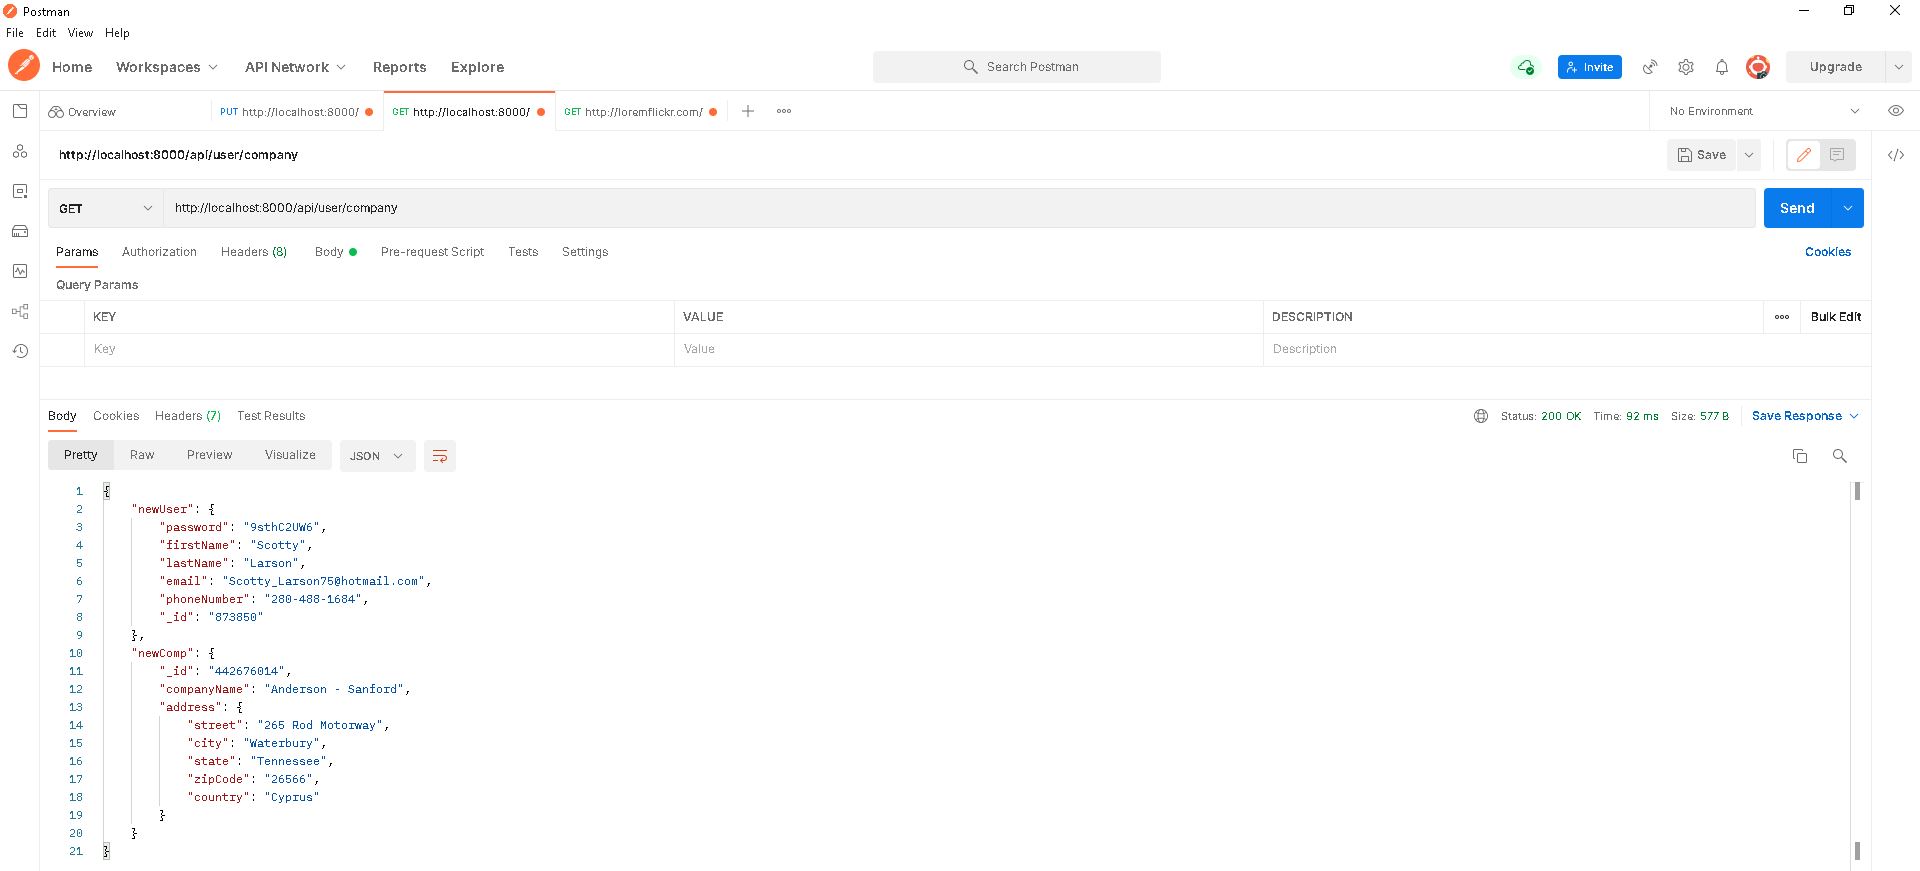 Postman
File Edit View Help
Home Workspaces API Network Reports Explore Search Postman Invite Upgrade
Overview PUT http://localhost:8000/ GET http://localhost:8000/ GET http://loremflickr.com/ No Environment
http://localhost:8000/api/user/company Save
GET http://localhost:8000/api/user/company Send
Params Authorization Headers (8) Body Pre-request Script Tests Settings Cookies
Query Params
KEY VALUE DESCRIPTION Bulk Edit
Key Value Description
Body Cookies Headers (7) Test Results Status: 200 OK Time: 92 ms Size: 577 B Save Response
Pretty Raw Preview Visualize JSON
1 {
2 "newUser": {
3 "password": "9sthC2UW6",
4 "firstName": "Scotty",
5 "lastName": "Larson",
6 "email": "Scotty_Larson75@hotmail.com",
7 "phoneNumber": "280-488-1684",
8 "_id": "873850"
9 },
10 "newComp": {
11 "_id": "442676014",
12 "companyName": "Anderson - Sanford",
13 "address": {
14 "street": "265 Rod Motorway",
15 "city": "Waterbury",
16 "state": "Tennessee",
17 "zipCode": "26566",
18 "country": "Cyprus"
19 }
20 }
21 }